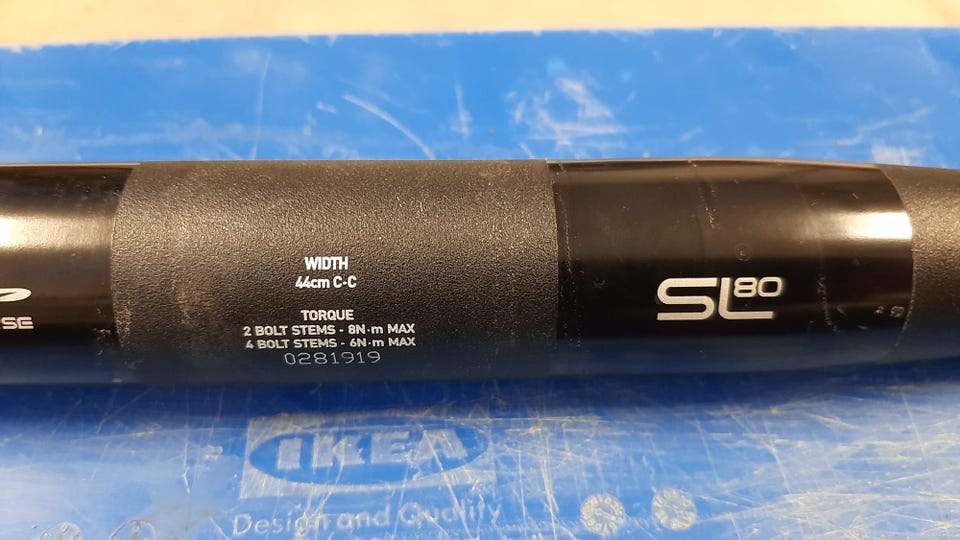 SE
WIDTH
44cm C-C
TORQUE
2 BOLT STEMS - 8N·m MAX
4 BOLT STEMS - 6N·m MAX
0281919
SL80
IKEA
Design and Quality